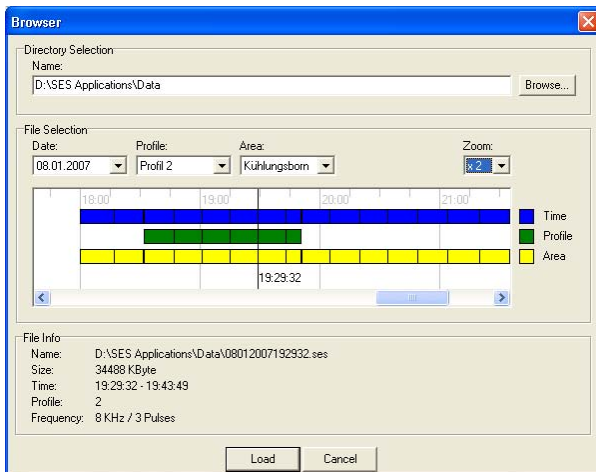 Browser
Directory Selection
Name:
D:\SES Applications\Data
Browse...
File Selection
Date: Profile: Area: Zoom:
08.01.2007 Profil 2 Kühlungsborn x 2
18:00 19:00 20:00 21:00
Time
Profile
Area
19:29:32
File Info
Name: D:\SES Applications\Data\08012007192932.ses
Size: 34488 KByte
Time: 19:29:32 - 19:43:49
Profile: 2
Frequency: 8 KHz / 3 Pulses
Load Cancel